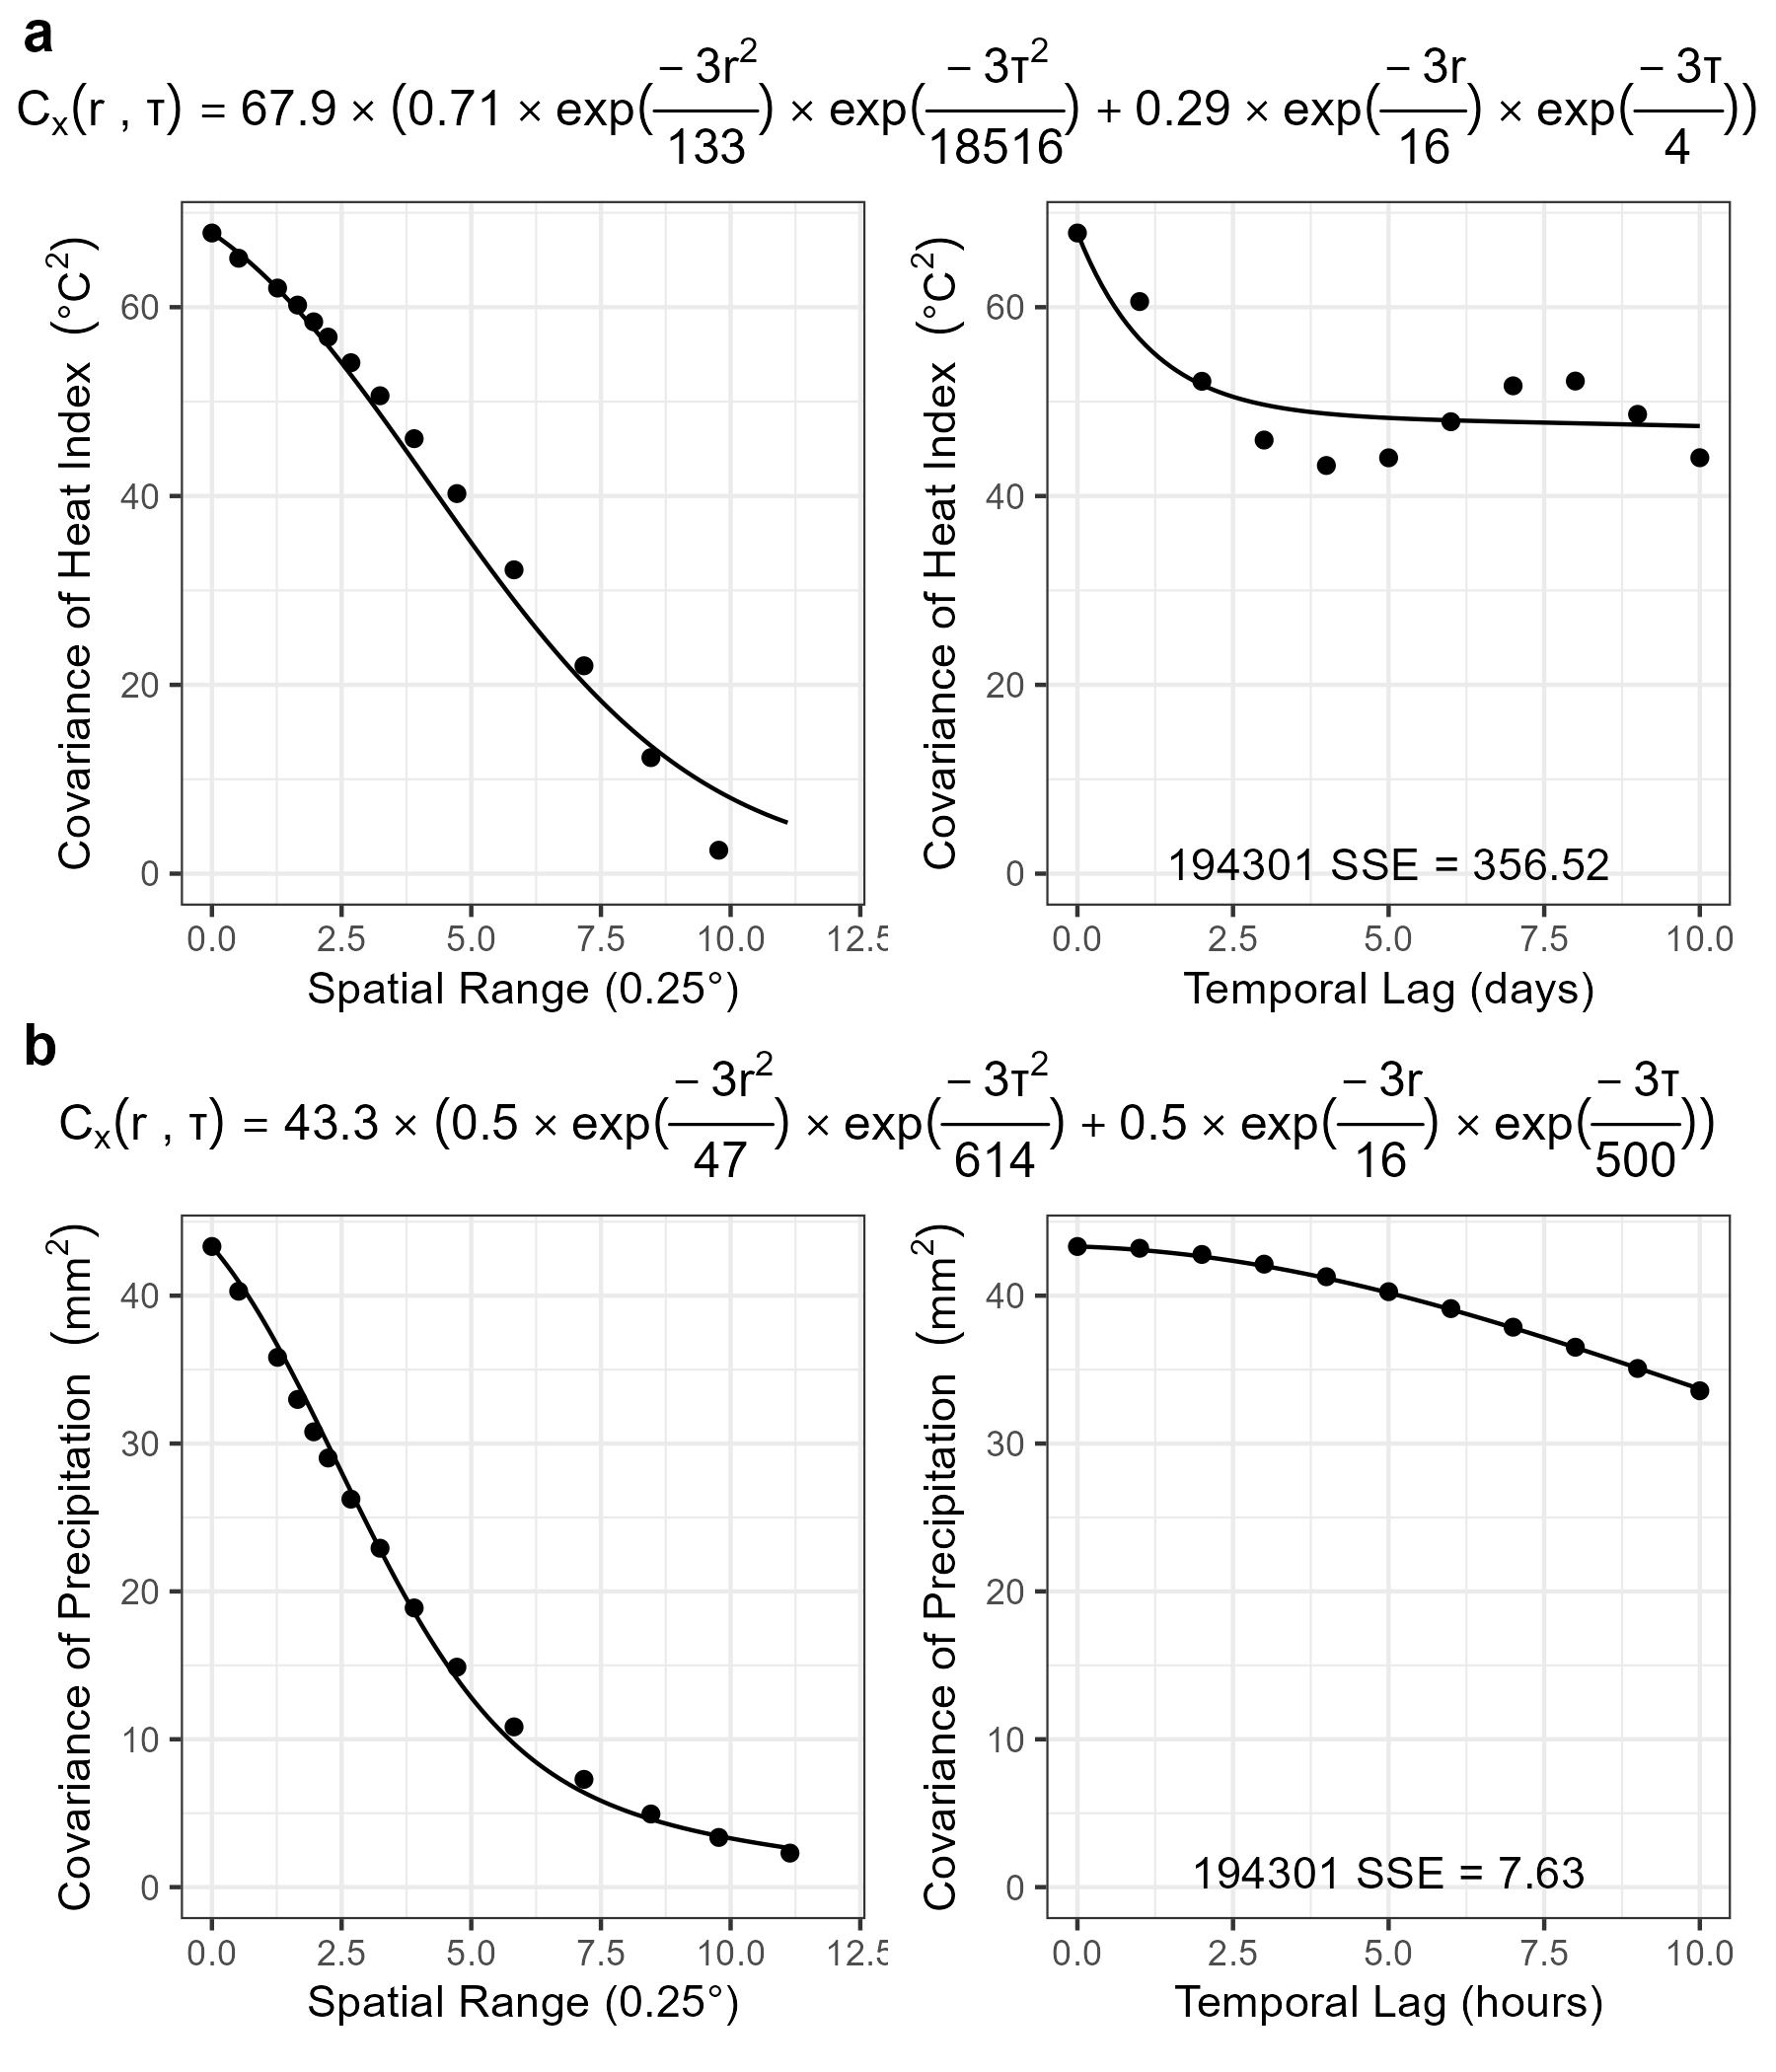 a
C_x(r , τ) = 67.9 × (0.71 × exp(− 3r²/133) × exp(− 3τ²/18516) + 0.29 × exp(− 3r/16) × exp(− 3τ/4))
Covariance of Heat Index (°C²)
60
40
20
0
0.0 2.5 5.0 7.5 10.0 12.5
Spatial Range (0.25°)
Covariance of Heat Index (°C²)
60
40
20
0
194301 SSE = 356.52
0.0 2.5 5.0 7.5 10.0
Temporal Lag (days)
b
C_x(r , τ) = 43.3 × (0.5 × exp(− 3r²/47) × exp(− 3τ²/614) + 0.5 × exp(− 3r/16) × exp(− 3τ/500))
Covariance of Precipitation (mm²)
40
30
20
10
0
0.0 2.5 5.0 7.5 10.0 12.5
Spatial Range (0.25°)
Covariance of Precipitation (mm²)
40
30
20
10
0
194301 SSE = 7.63
0.0 2.5 5.0 7.5 10.0
Temporal Lag (hours)